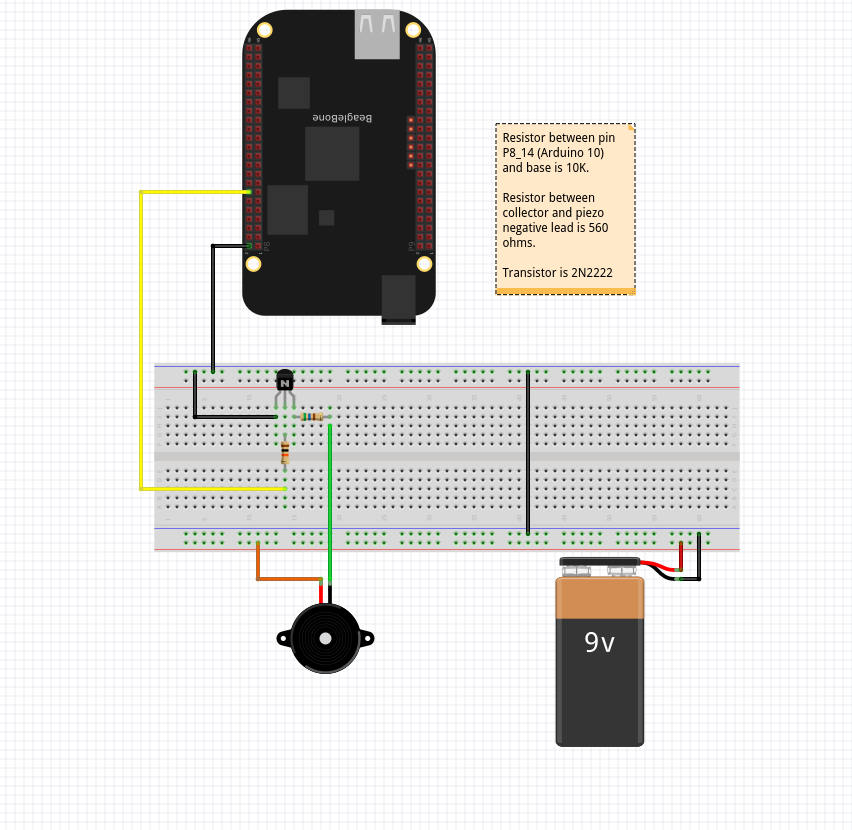 BeagleBone
P8
P9
Resistor between pin
P8_14 (Arduino 10)
and base is 10K.
Resistor between
collector and piezo
negative lead is 560
ohms.
Transistor is 2N2222
N
9v